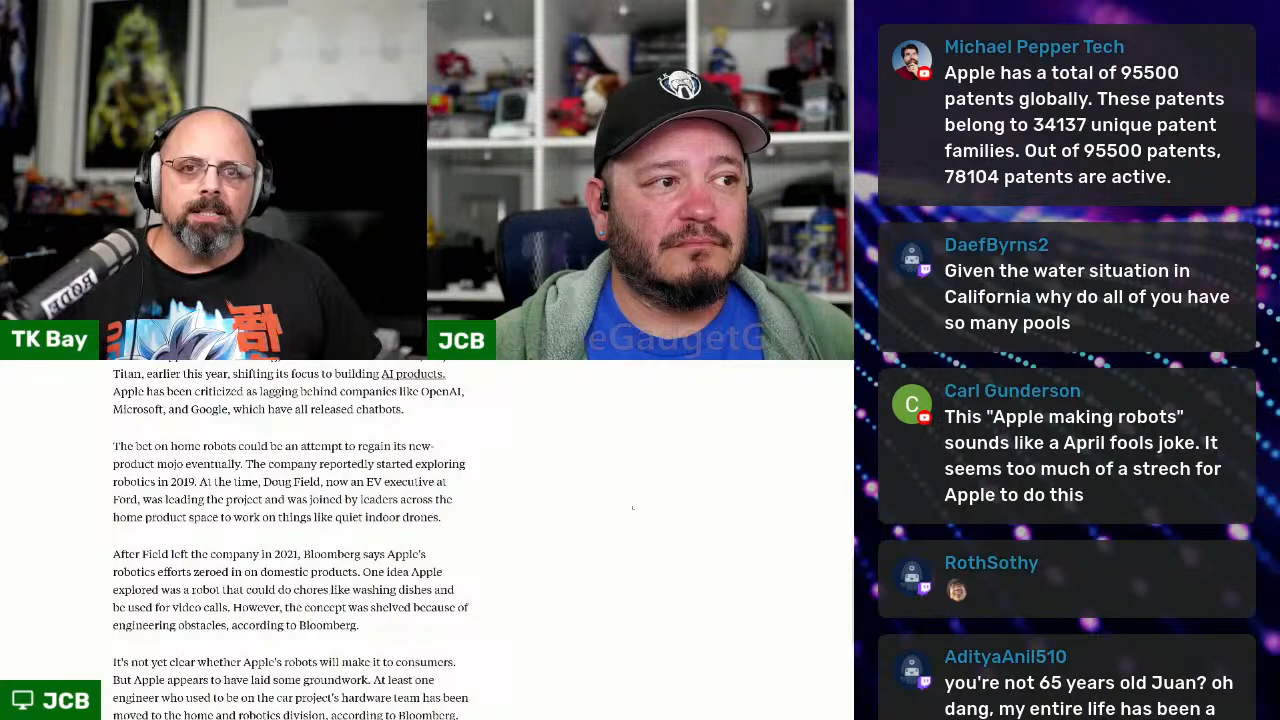 RODE
TK Bay
JCB
Titan, earlier this year, shifting its focus to building AI products.
Apple has been criticized as lagging behind companies like OpenAI,
Microsoft, and Google, which have all released chatbots.
The bet on home robots could be an attempt to regain its new-
product mojo eventually. The company reportedly started exploring
robotics in 2019. At the time, Doug Field, now an EV executive at
Ford, was leading the project and was joined by leaders across the
home product space to work on things like quiet indoor drones.
After Field left the company in 2021, Bloomberg says Apple's
robotics efforts zeroed in on domestic products. One idea Apple
explored was a robot that could do chores like washing dishes and
be used for video calls. However, the concept was shelved because of
engineering obstacles, according to Bloomberg.
It's not yet clear whether Apple's robots will make it to consumers.
But Apple appears to have laid some groundwork. At least one
engineer who used to be on the car project's hardware team has been
moved to the home and robotics division, according to Bloomberg.
JCB
Michael Pepper Tech
Apple has a total of 95500
patents globally. These patents
belong to 34137 unique patent
families. Out of 95500 patents,
78104 patents are active.
DaefByrns2
Given the water situation in
California why do all of you have
so many pools
C
Carl Gunderson
This "Apple making robots"
sounds like a April fools joke. It
seems too much of a strech for
Apple to do this
RothSothy
AdityaAnil510
you're not 65 years old Juan? oh
dang, my entire life has been a